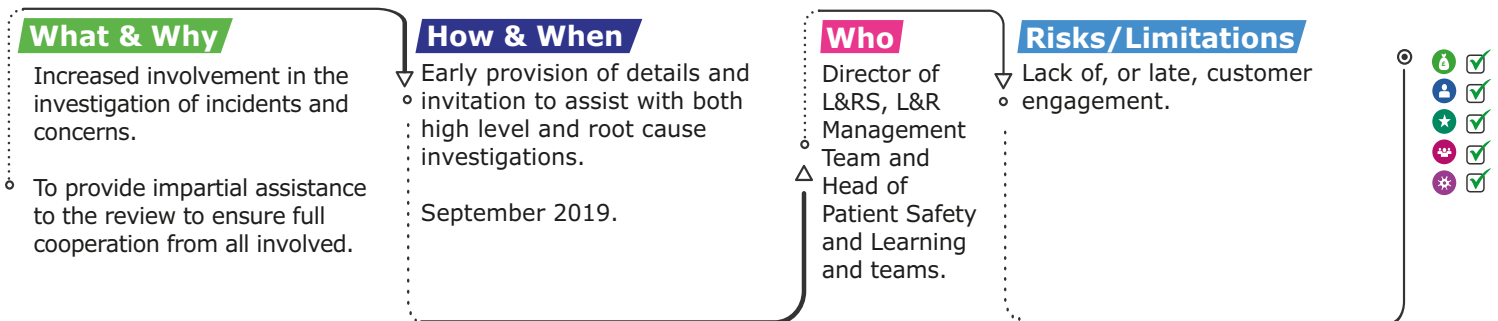 What & Why
Increased involvement in the
investigation of incidents and
concerns.
To provide impartial assistance
to the review to ensure full
cooperation from all involved.
How & When
Early provision of details and
invitation to assist with both
high level and root cause
investigations.
September 2019.
Who
Director of
L&RS, L&R
Management
Team and
Head of
Patient Safety
and Learning
and teams.
Risks/Limitations
Lack of, or late, customer
engagement.
£